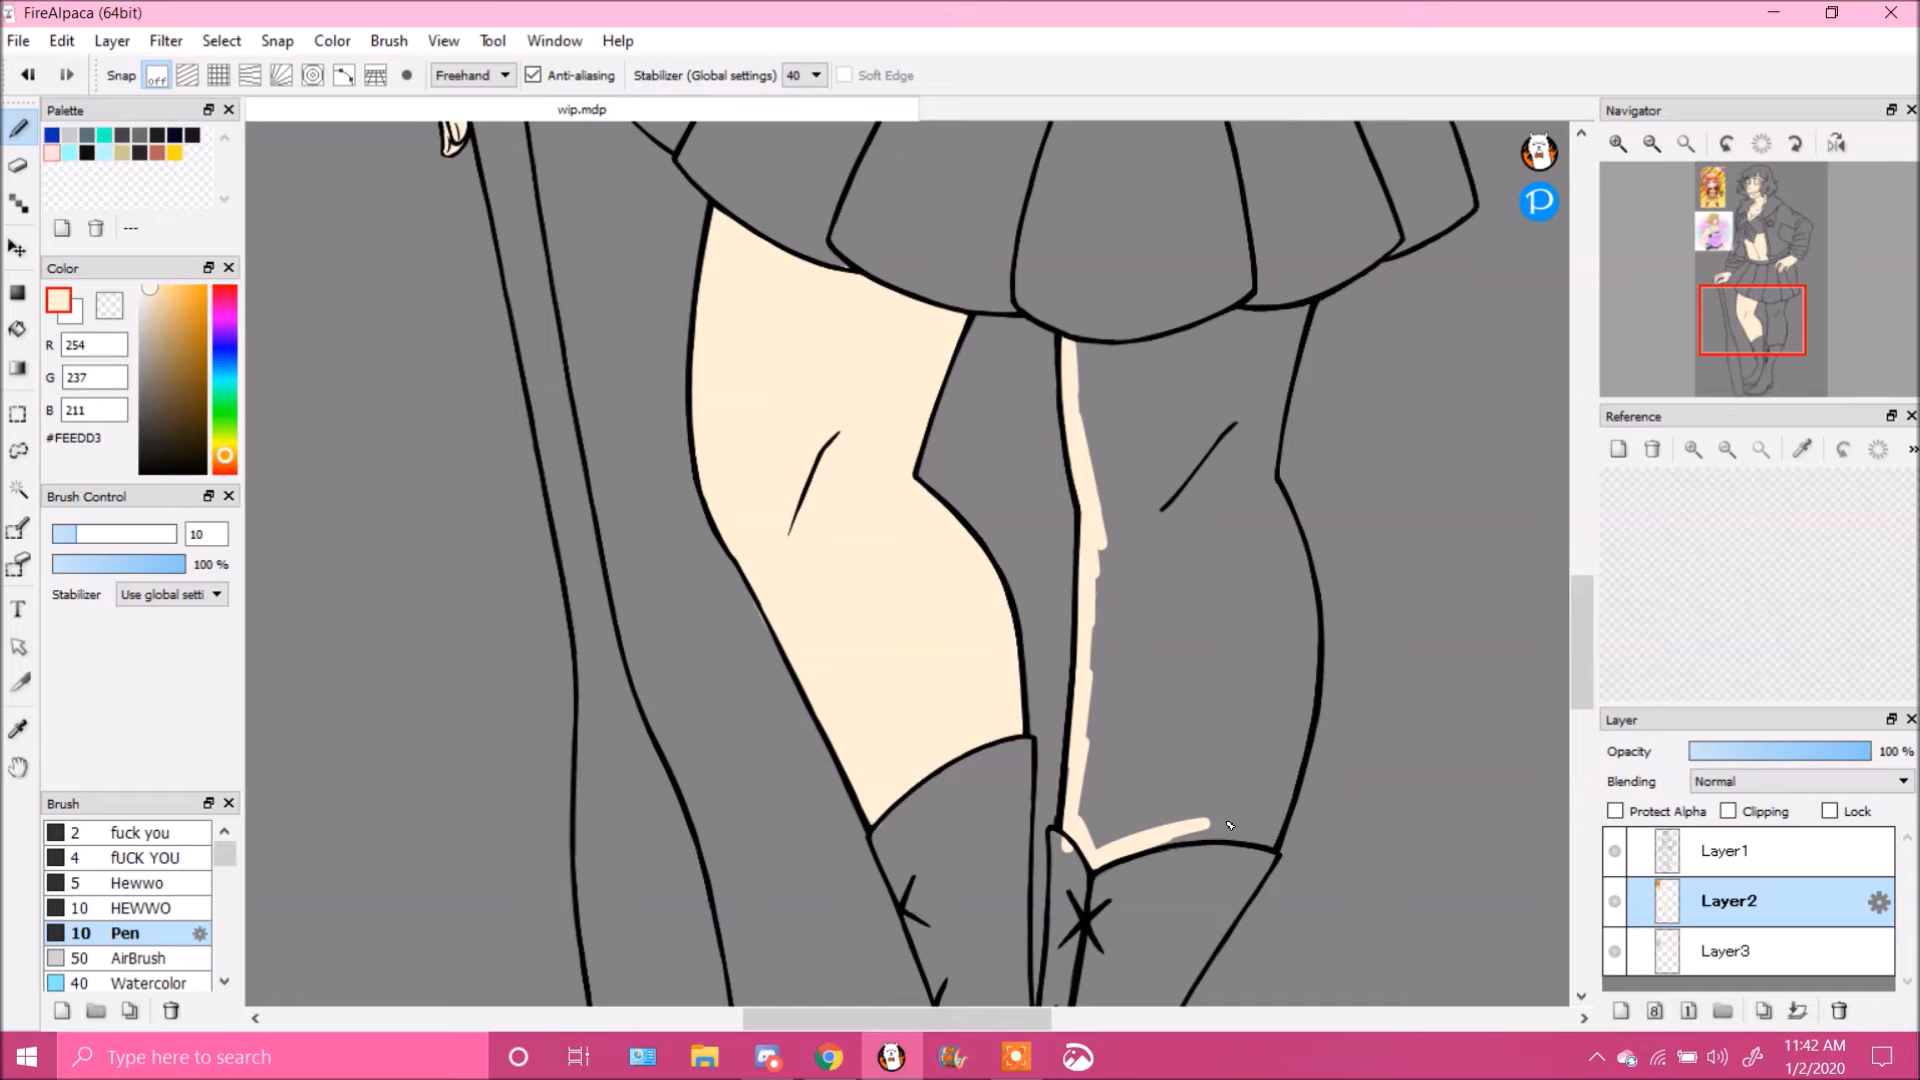 FireAlpaca (64bit)
File Edit Layer Filter Select Snap Color Brush View Tool Window Help
Snap off Freehand Anti-aliasing Stabilizer (Global settings) 40 Soft Edge
Palette
wip.mdp
Navigator
---
Color
R 254
G 237
B 211
#FEEDD3
Reference
Brush Control
10
100 %
Stabilizer Use global setti
Layer
Opacity 100 %
Blending Normal
Protect Alpha Clipping Lock
Layer1
Layer2
Layer3
Brush
2 fuck you
4 fUCK YOU
5 Hewwo
10 HEWWO
10 Pen
50 AirBrush
40 Watercolor
Type here to search
11:42 AM
1/2/2020